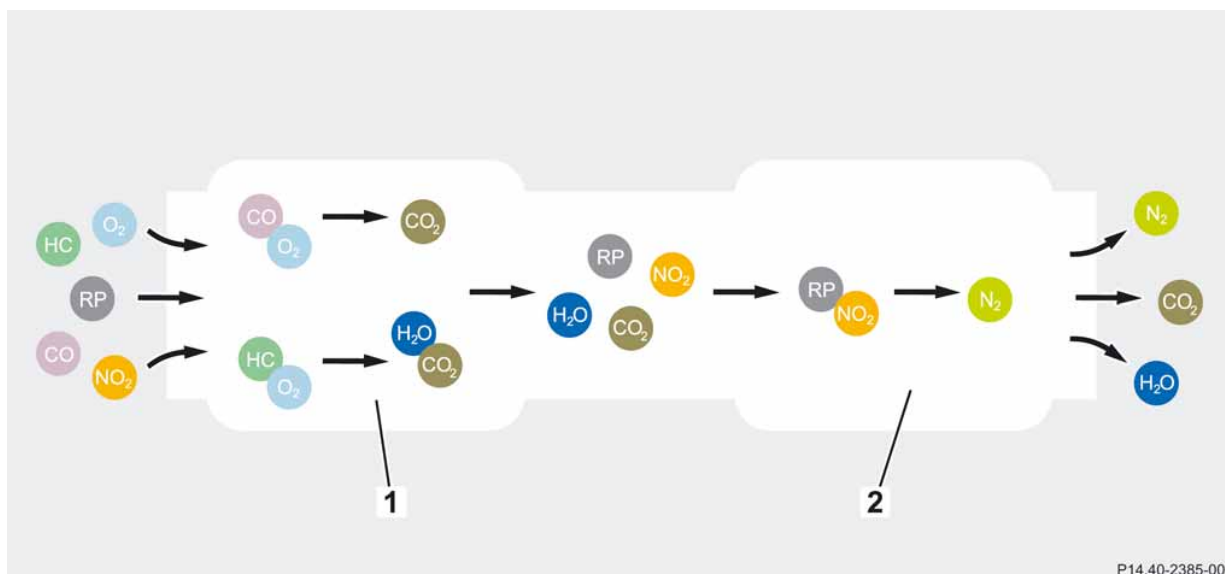 HC
O₂
RP
CO
NO₂
CO
O₂
CO₂
HC
O₂
H₂O
CO₂
RP
NO₂
H₂O
CO₂
RP
NO₂
N₂
N₂
CO₂
H₂O
1
2
P14.40-2385-00